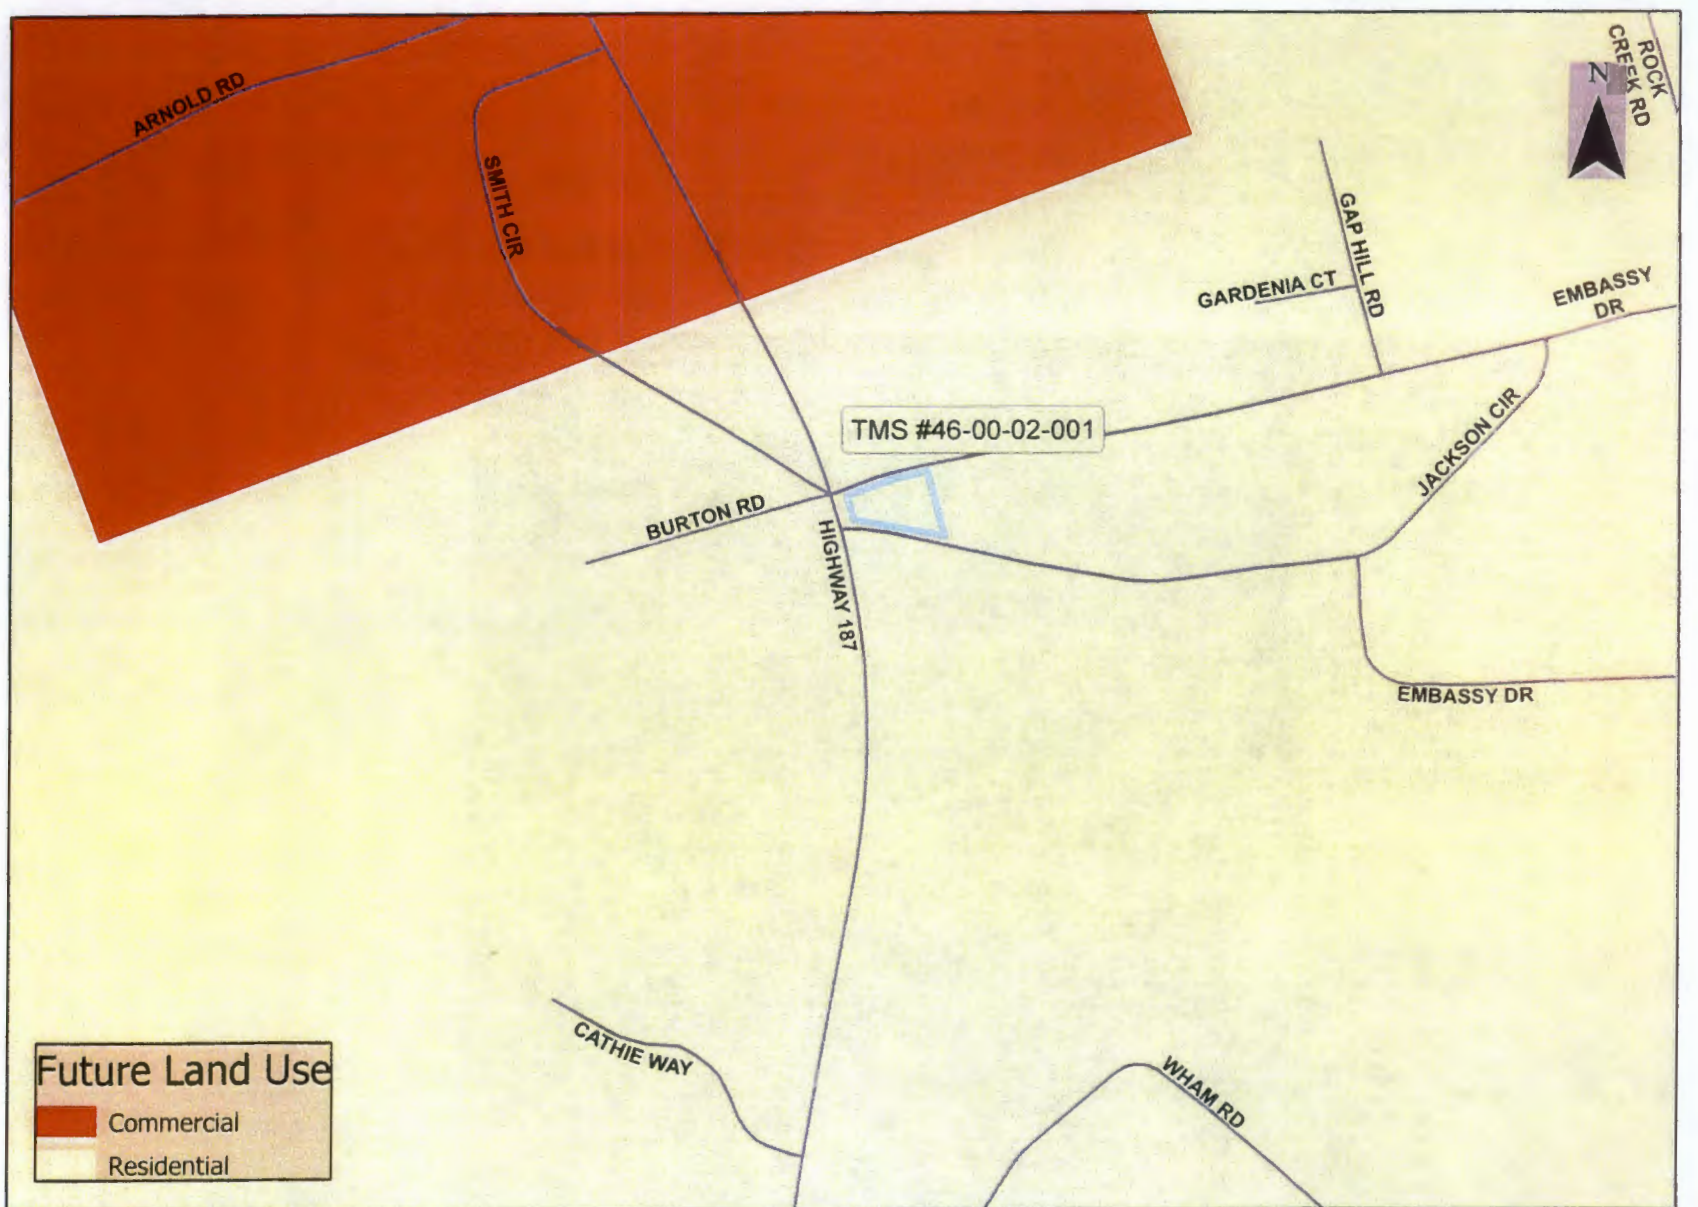 ARNOLD RD
SMITH CIR
ROCK
CREEK RD
N
GAP HILL RD
GARDENIA CT
EMBASSY
DR
TMS #46-00-02-001
JACKSON CIR
BURTON RD
HIGHWAY 187
EMBASSY DR
CATHIE WAY
WHAM RD
Future Land Use
Commercial
Residential